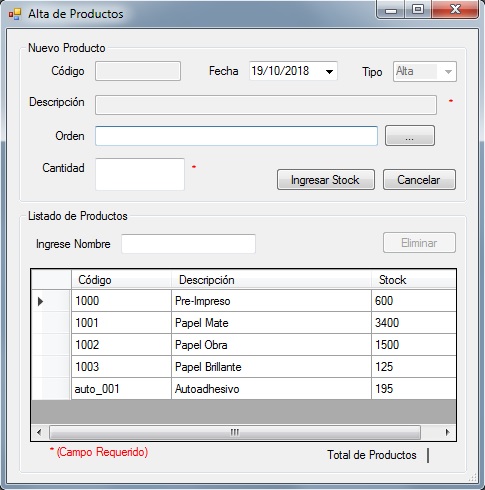 Alta de Productos
Nuevo Producto
Código Fecha 19/10/2018 Tipo Alta
Descripción *
Orden ...
Cantidad * Ingresar Stock Cancelar
Listado de Productos
Ingrese Nombre Eliminar
Código Descripción Stock
1000 Pre-Impreso 600
1001 Papel Mate 3400
1002 Papel Obra 1500
1003 Papel Brillante 125
auto_001 Autoadhesivo 195
* (Campo Requerido)
Total de Productos